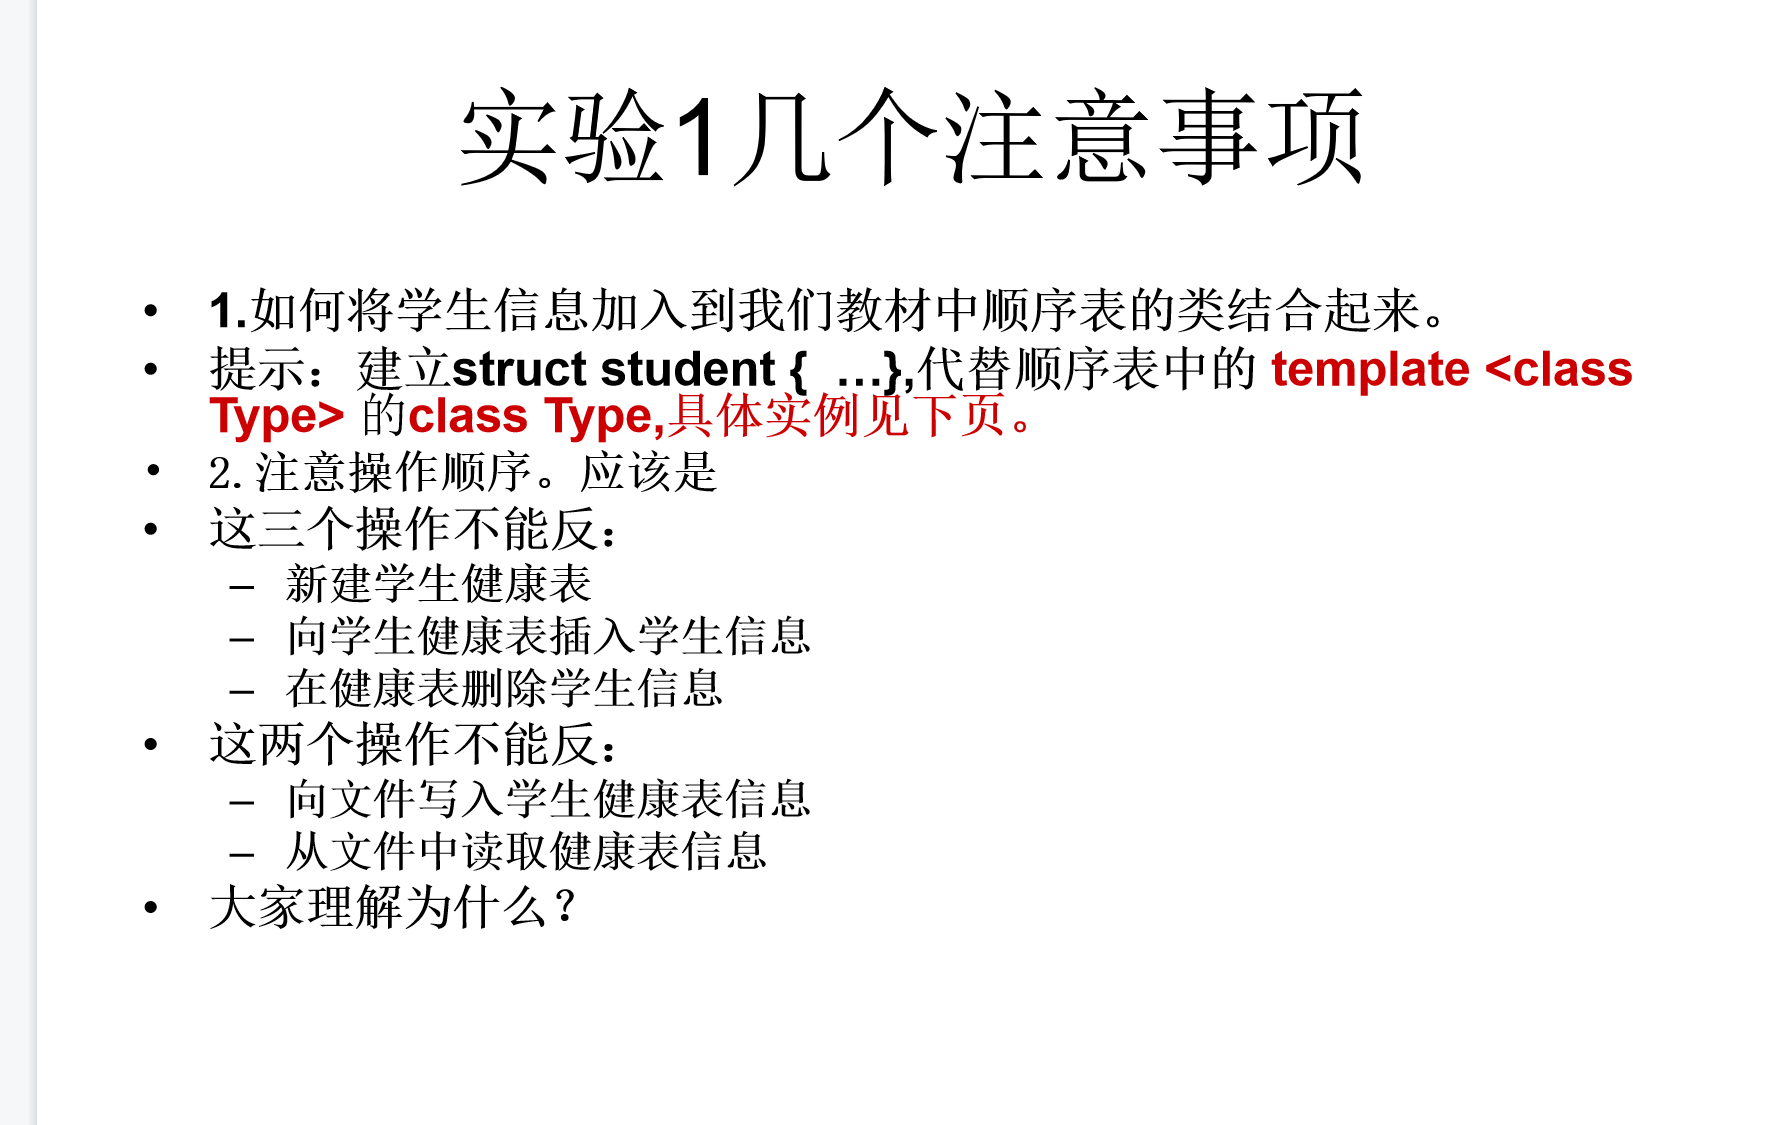 实验1几个注意事项
• 1.如何将学生信息加入到我们教材中顺序表的类结合起来。
• 提示：建立struct student { …},代替顺序表中的 template <class
Type> 的class Type,具体实例见下页。
• 2.注意操作顺序。应该是
• 这三个操作不能反：
– 新建学生健康表
– 向学生健康表插入学生信息
– 在健康表删除学生信息
• 这两个操作不能反：
– 向文件写入学生健康表信息
– 从文件中读取健康表信息
• 大家理解为什么？